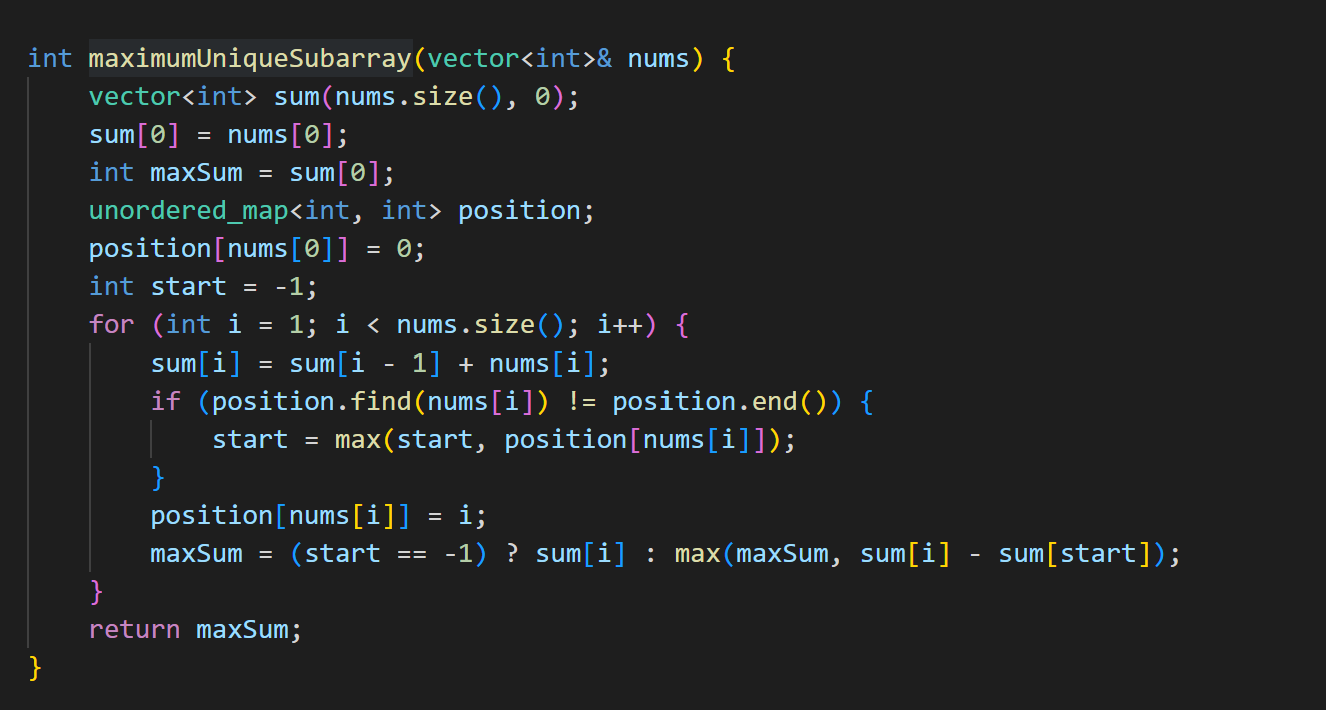 int maximumUniqueSubarray(vector<int>& nums) {
    vector<int> sum(nums.size(), 0);
    sum[0] = nums[0];
    int maxSum = sum[0];
    unordered_map<int, int> position;
    position[nums[0]] = 0;
    int start = -1;
    for (int i = 1; i < nums.size(); i++) {
        sum[i] = sum[i - 1] + nums[i];
        if (position.find(nums[i]) != position.end()) {
            start = max(start, position[nums[i]]);
        }
        position[nums[i]] = i;
        maxSum = (start == -1) ? sum[i] : max(maxSum, sum[i] - sum[start]);
    }
    return maxSum;
}